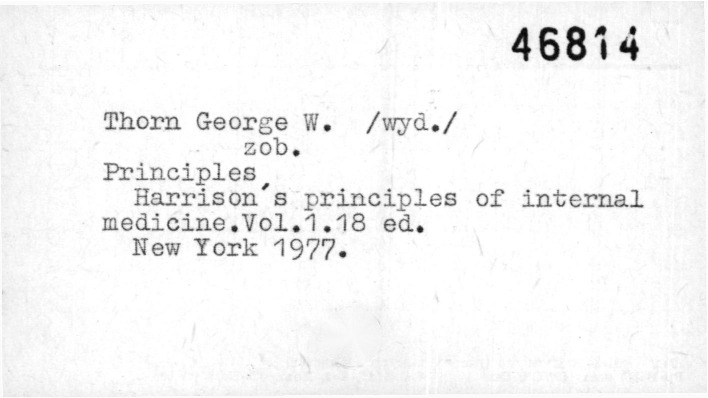 46814
Thorn George W. /wyd./
zob.
Principles
Harrison's principles of internal
medicine.Vol.1.18 ed.
New York 1977.